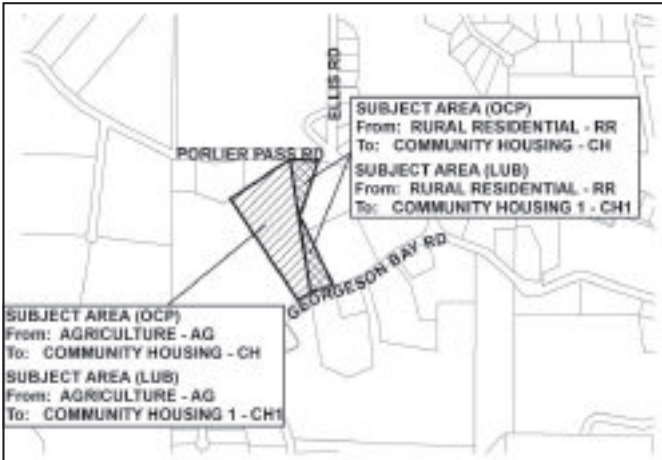 ELLIS RD
PORLIER PASS RD
SUBJECT AREA (OCP)
From: RURAL RESIDENTIAL - RR
To: COMMUNITY HOUSING - CH
SUBJECT AREA (LUB)
From: RURAL RESIDENTIAL - RR
To: COMMUNITY HOUSING 1 - CH1
GEORGESON BAY RD
SUBJECT AREA (OCP)
From: AGRICULTURE - AG
To: COMMUNITY HOUSING - CH
SUBJECT AREA (LUB)
From: AGRICULTURE - AG
To: COMMUNITY HOUSING 1 - CH1